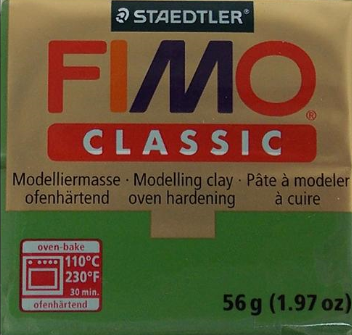 STAEDTLER
FIMO®
CLASSIC
Modelliermasse · Modelling clay · Pâte à modeler
ofenhärtend oven hardening à cuire
oven-bake
110°C
230°F
30 min.
ofenhärtend
56 g (1.97 oz)